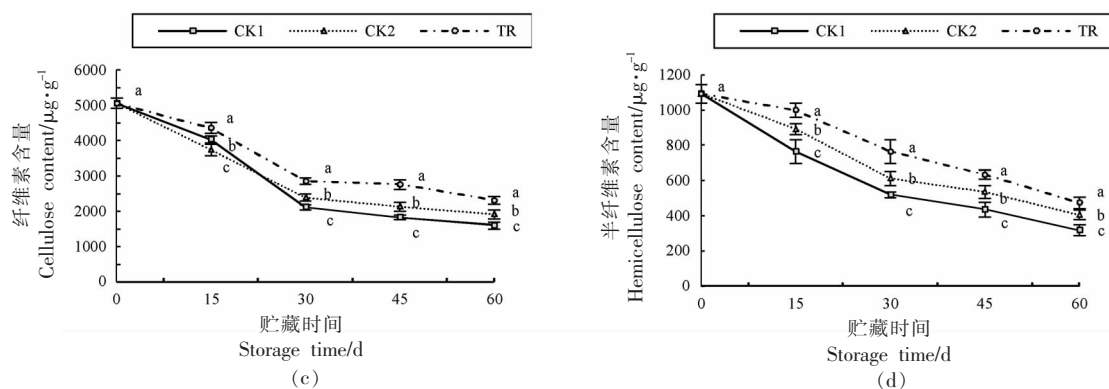 CK1 CK2 TR
6000
5000
4000
3000
2000
1000
0
纤维素含量
Cellulose content/μg·g⁻¹
a
a
b
c
a
b
c
a
b
c
a
b
c
0 15 30 45 60
贮藏时间
Storage time/d
(c)
CK1 CK2 TR
1200
1000
800
600
400
200
0
半纤维素含量
Hemicellulose content/μg·g⁻¹
a
a
b
c
a
b
c
a
b
c
a
b
c
0 15 30 45 60
贮藏时间
Storage time/d
(d)